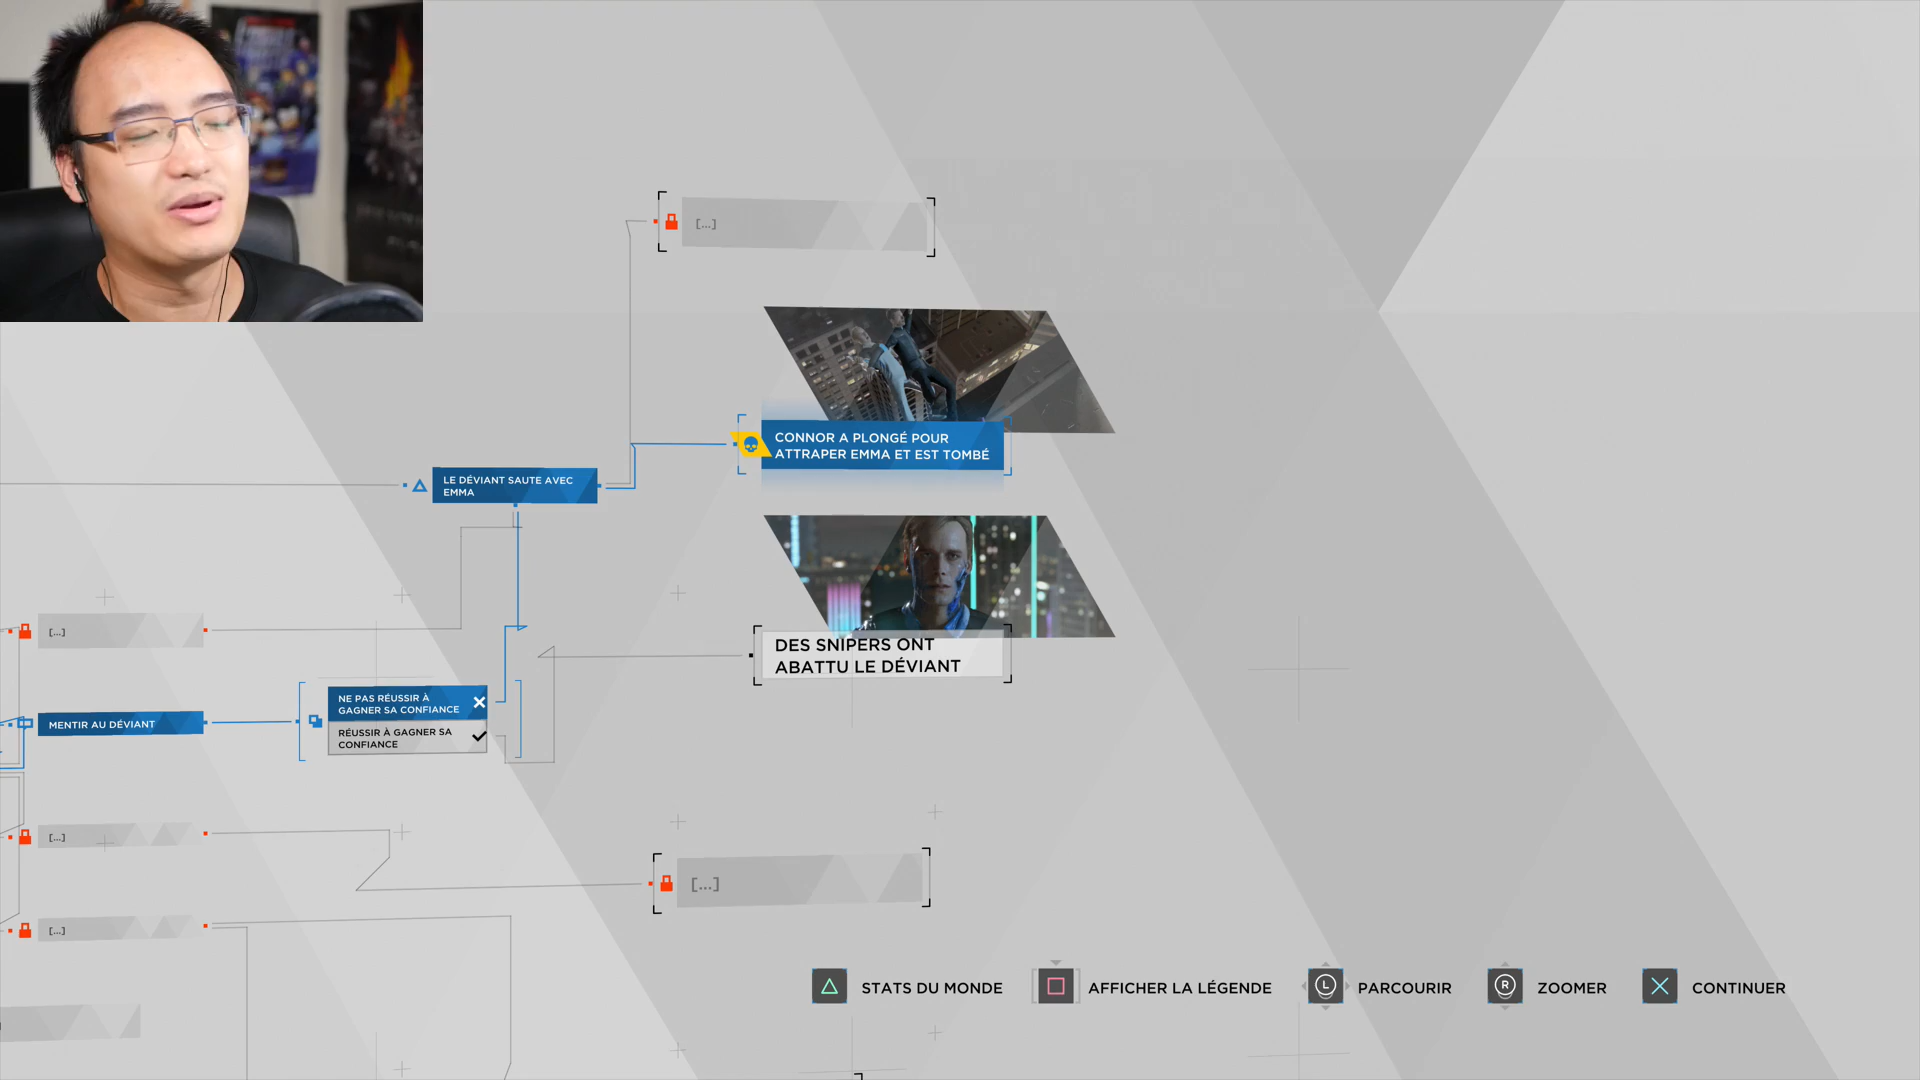 [...]
CONNOR A PLONGÉ POUR
ATTRAPER EMMA ET EST TOMBÉ
LE DÉVIANT SAUTE AVEC
EMMA
[...]
DES SNIPERS ONT
ABATTU LE DÉVIANT
NE PAS RÉUSSIR À
GAGNER SA CONFIANCE
MENTIR AU DÉVIANT
RÉUSSIR À GAGNER SA
CONFIANCE
[...]
[...]
[...]
STATS DU MONDE
AFFICHER LA LÉGENDE
L
PARCOURIR
R
ZOOMER
CONTINUER